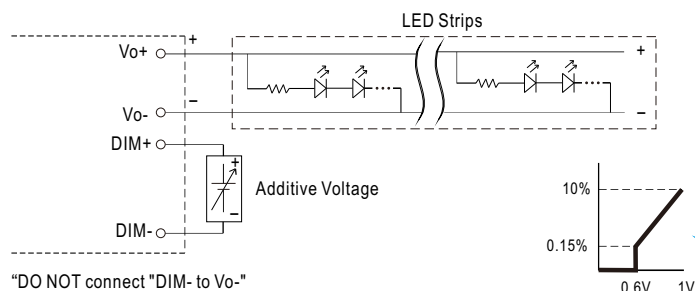 LED Strips
Vo+
+
+
Vo-
−
−
DIM+
+
Additive Voltage
−
DIM-
10%
0.15%
0.6V 1V
“DO NOT connect "DIM- to Vo-"